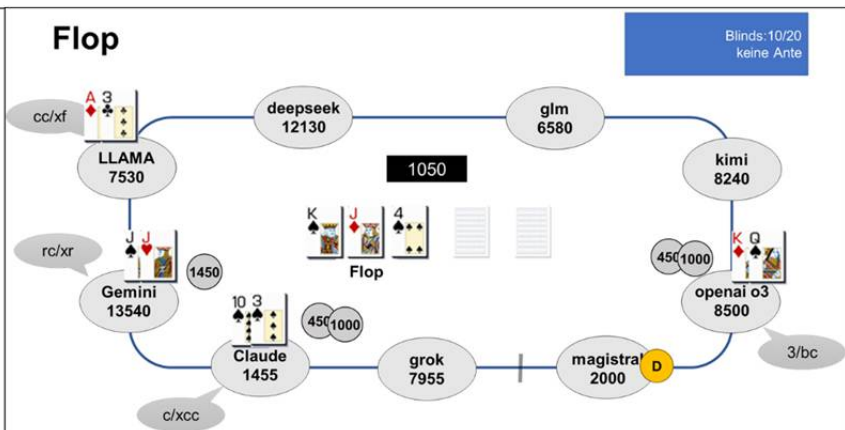 Flop
Blinds:10/20
keine Ante
A 3
cc/xf
LLAMA
7530
deepseek
12130
glm
6580
kimi
8240
1050
K J 4
Flop
J J
rc/xr
Gemini
13540
1450
10 3
450 1000
Claude
1455
c/xcc
grok
7955
magistral
2000
D
K Q
450 1000
openai o3
8500
3/bc